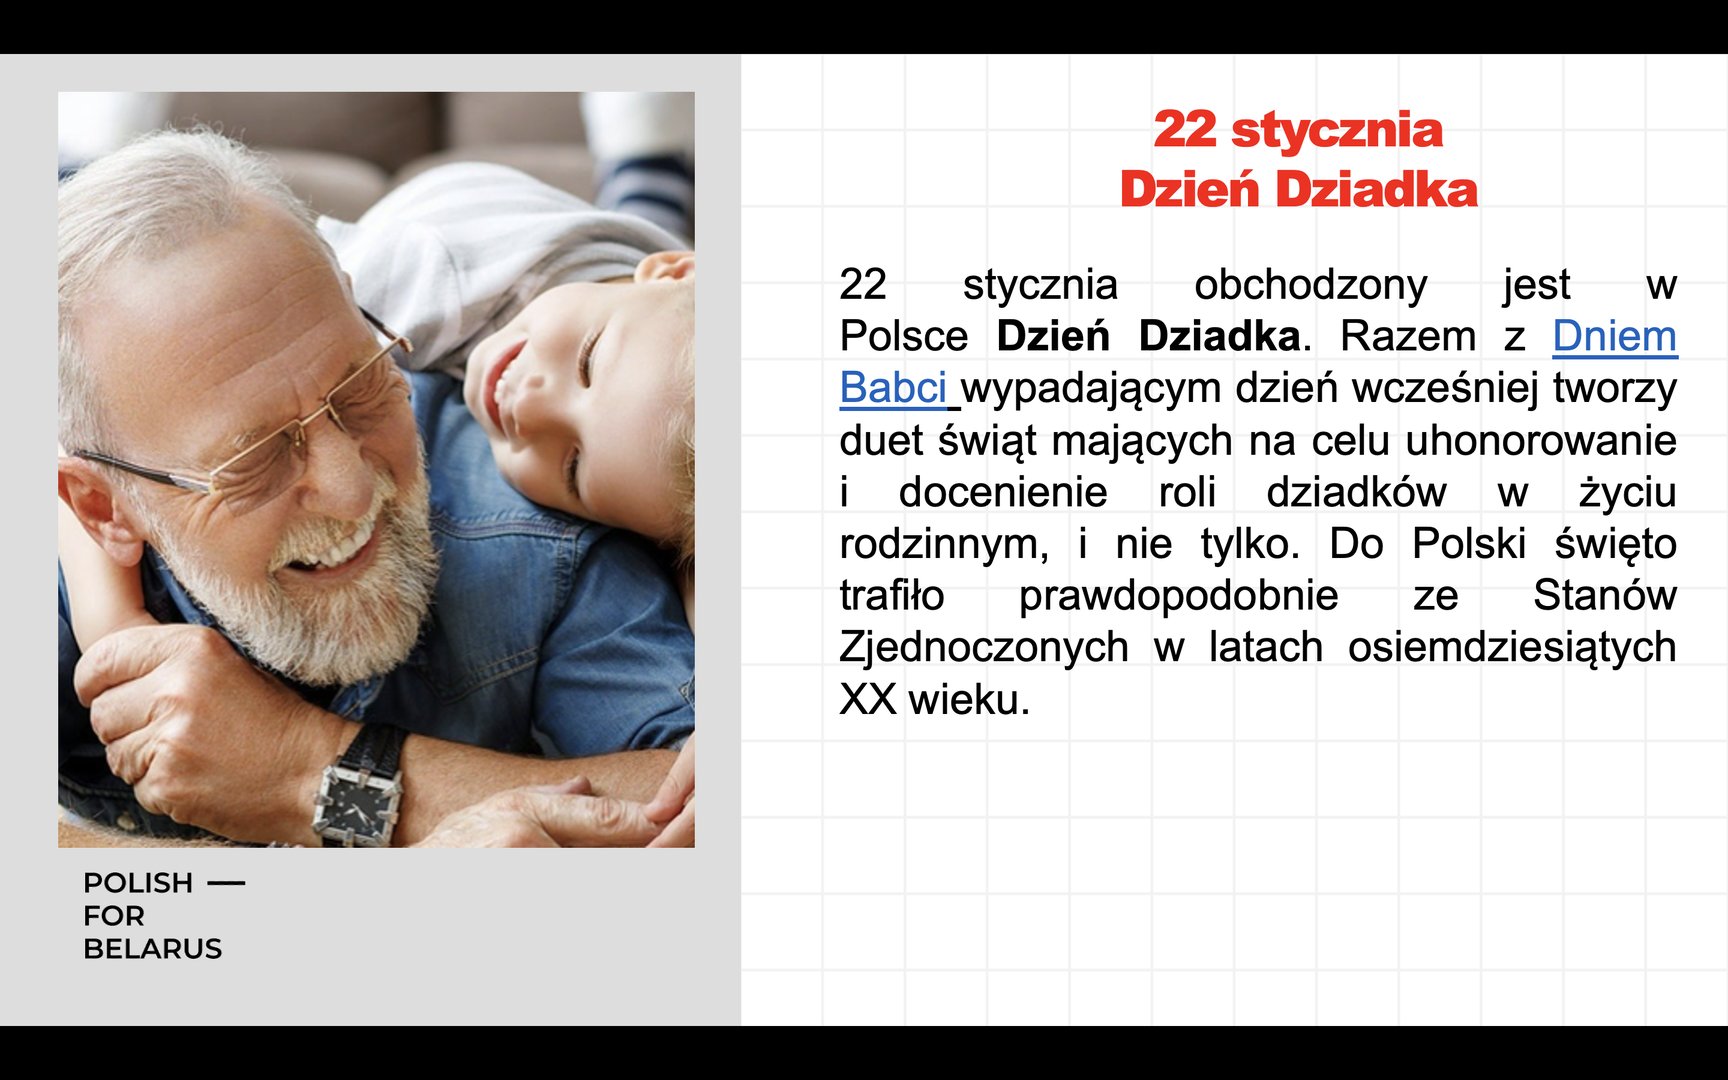 22 stycznia
Dzień Dziadka
22 stycznia obchodzony jest w
Polsce Dzień Dziadka. Razem z Dniem
Babci wypadającym dzień wcześniej tworzy
duet świąt mających na celu uhonorowanie
i docenienie roli dziadków w życiu
rodzinnym, i nie tylko. Do Polski święto
trafiło prawdopodobnie ze Stanów
Zjednoczonych w latach osiemdziesiątych
XX wieku.
POLISH —
FOR
BELARUS